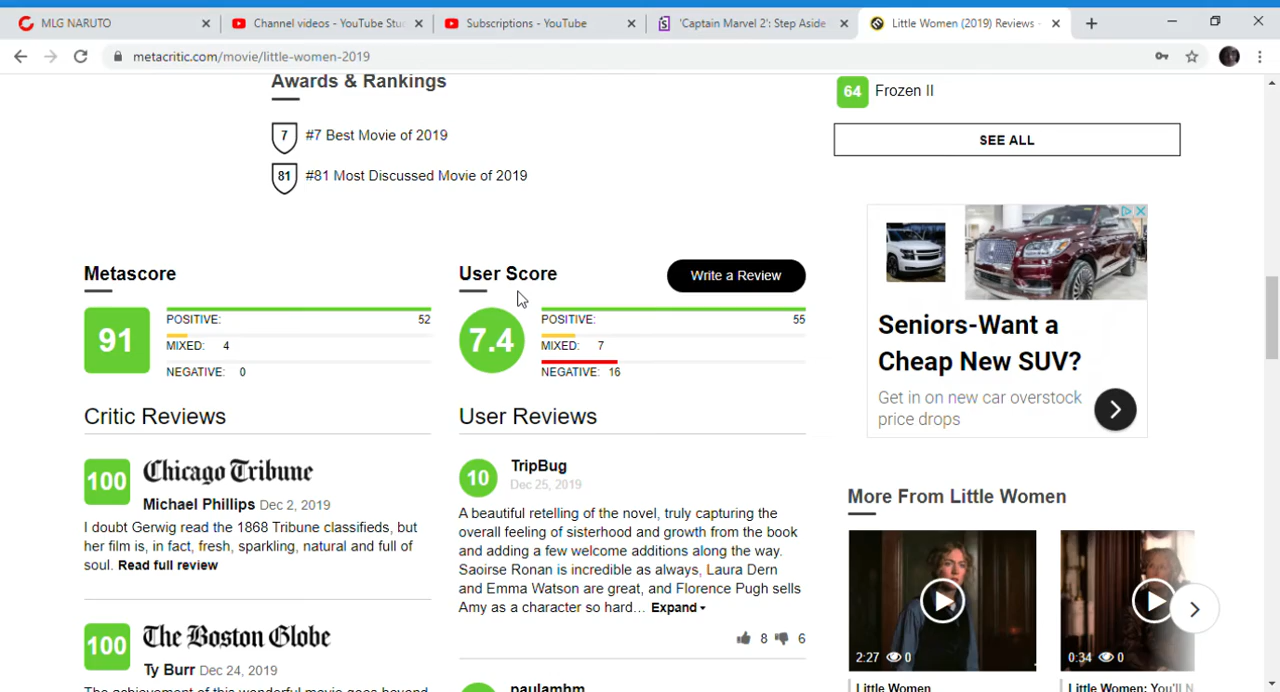 MLG NARUTO
Channel videos - YouTube Stu
Subscriptions - YouTube
'Captain Marvel 2': Step Aside
Little Women (2019) Reviews -
metacritic.com/movie/little-women-2019
Awards & Rankings
7 #7 Best Movie of 2019
81 #81 Most Discussed Movie of 2019
64 Frozen II
SEE ALL
Metascore
91
POSITIVE: 52
MIXED: 4
NEGATIVE: 0
User Score
Write a Review
7.4
POSITIVE: 55
MIXED: 7
NEGATIVE: 16
Seniors-Want a
Cheap New SUV?
Get in on new car overstock
price drops
Critic Reviews
100 Chicago Tribune
Michael Phillips Dec 2, 2019
I doubt Gerwig read the 1868 Tribune classifieds, but
her film is, in fact, fresh, sparkling, natural and full of
soul. Read full review
100 The Boston Globe
Ty Burr Dec 24, 2019
The achievement of this wonderful movie goes beyond
User Reviews
10 TripBug
Dec 25, 2019
A beautiful retelling of the novel, truly capturing the
overall feeling of sisterhood and growth from the book
and adding a few welcome additions along the way.
Saoirse Ronan is incredible as always, Laura Dern
and Emma Watson are great, and Florence Pugh sells
Amy as a character so hard... Expand
8 6
paulamhm
More From Little Women
2:27 0
0:34 0
Little Women
Little Women: You'll N